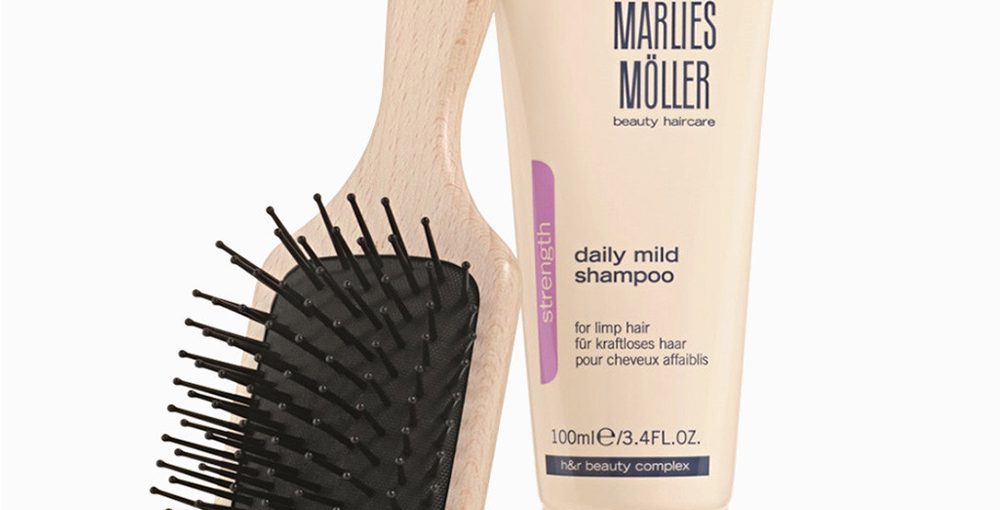 MARLIES
MÖLLER
beauty haircare
strength
daily mild
shampoo
for limp hair
für kraftloses haar
pour cheveux affaiblis
100ml℮/3.4FL.OZ.
h&r beauty complex